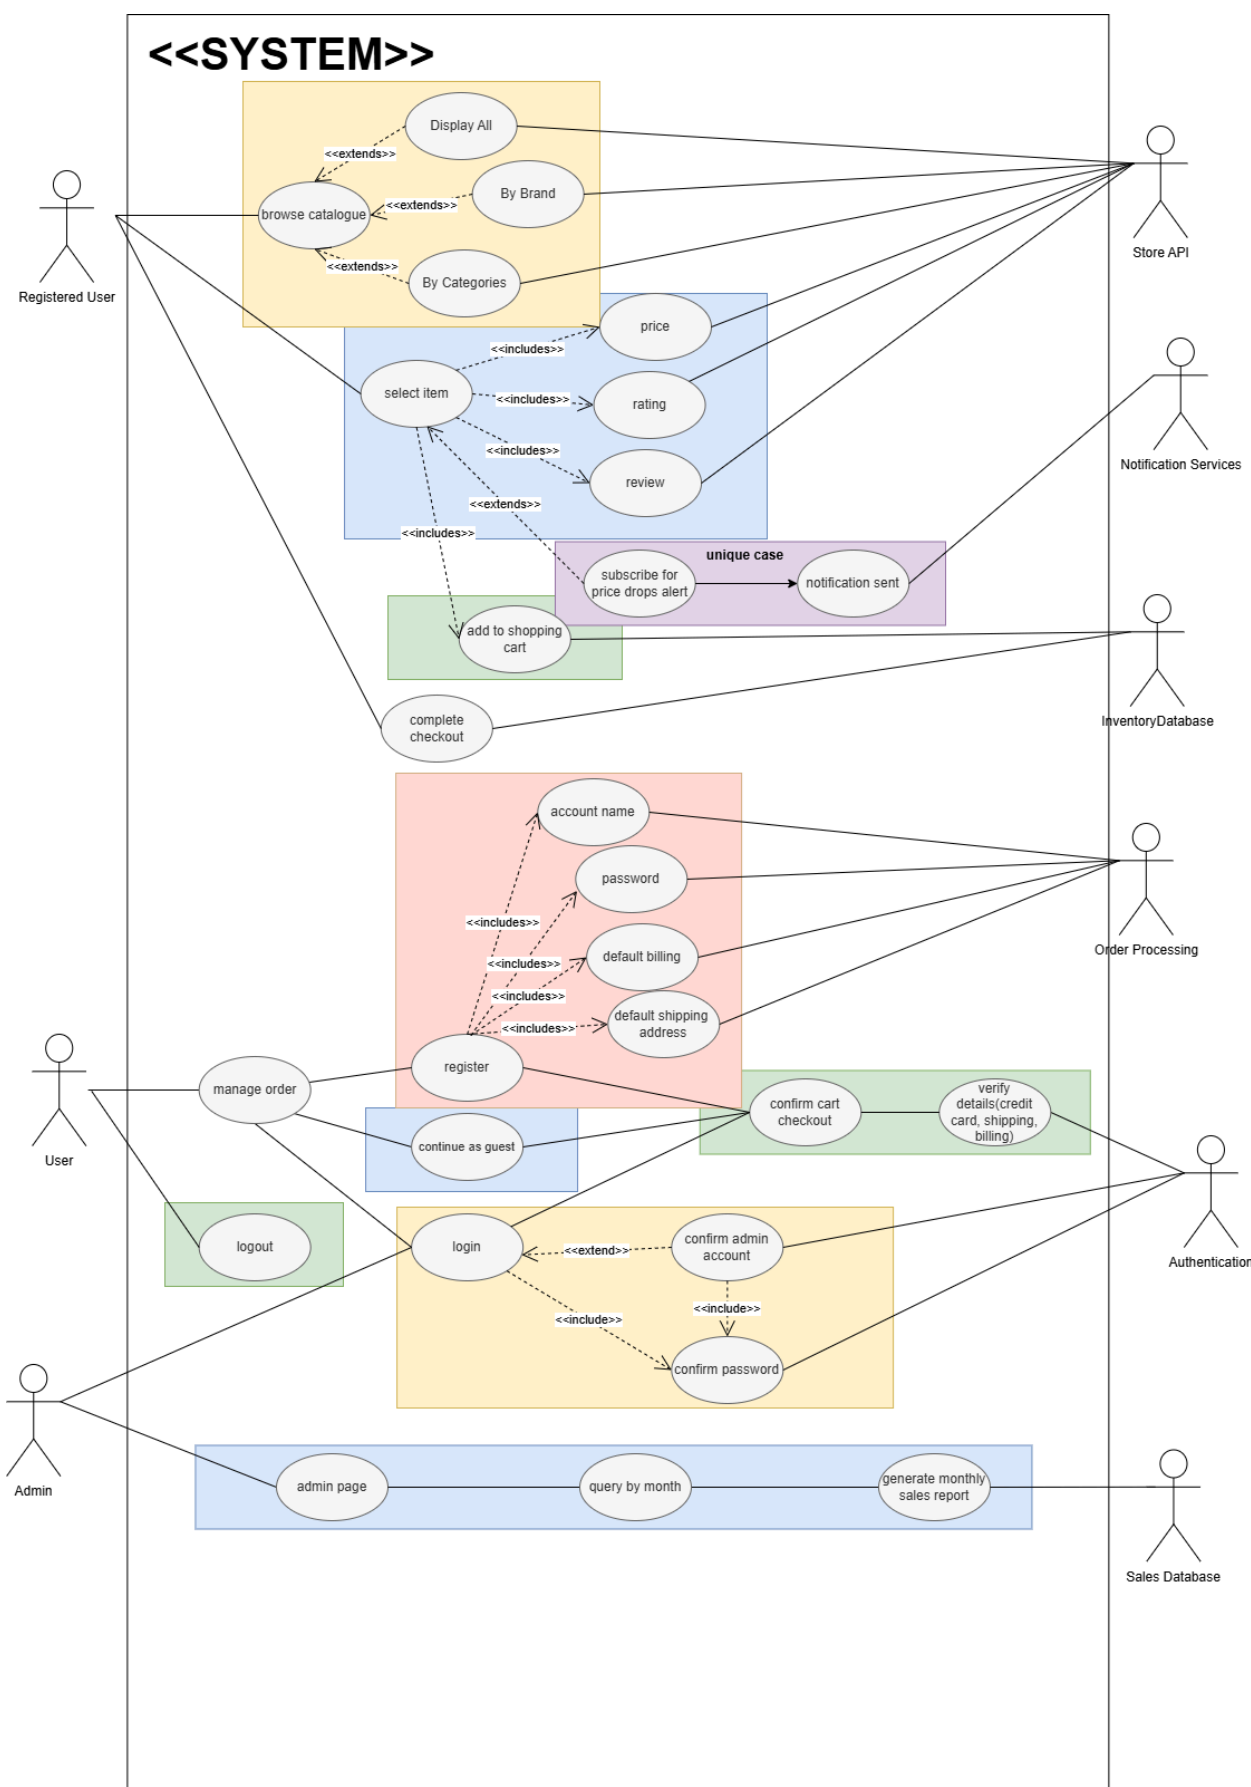 <<SYSTEM>>
Display All
<<extends>>
By Brand
browse catalogue
<<extends>>
<<extends>>
By Categories
Registered User
Store API
price
<<includes>>
select item
<<includes>>
rating
<<includes>>
review
<<extends>>
<<includes>>
Notification Services
unique case
subscribe for
price drops alert
notification sent
add to shopping
cart
complete
checkout
InventoryDatabase
account name
password
<<includes>>
<<includes>>
default billing
<<includes>>
default shipping
address
<<includes>>
Order Processing
register
manage order
User
confirm cart
checkout
verify
details(credit
card, shipping,
billing)
continue as guest
logout
login
<<extend>>
confirm admin
account
<<include>>
<<include>>
confirm password
Authentication
Admin
admin page
query by month
generate monthly
sales report
Sales Database